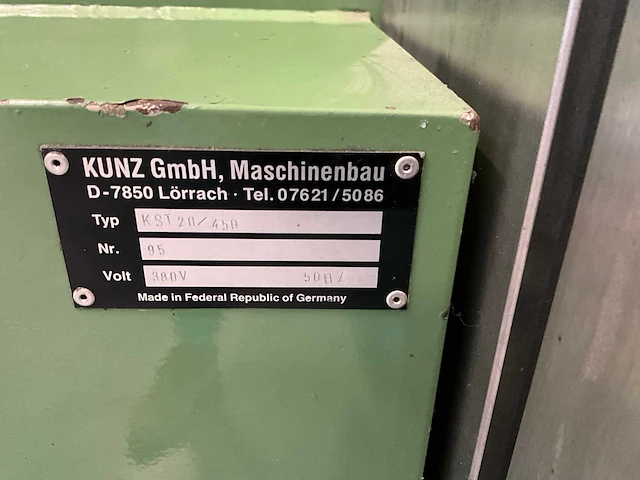 KUNZ GmbH, Maschinenbau
D-7850 Lörrach · Tel. 07621/5086
Typ KST 20/450
Nr. 95
Volt 380V 50Hz
Made in Federal Republic of Germany